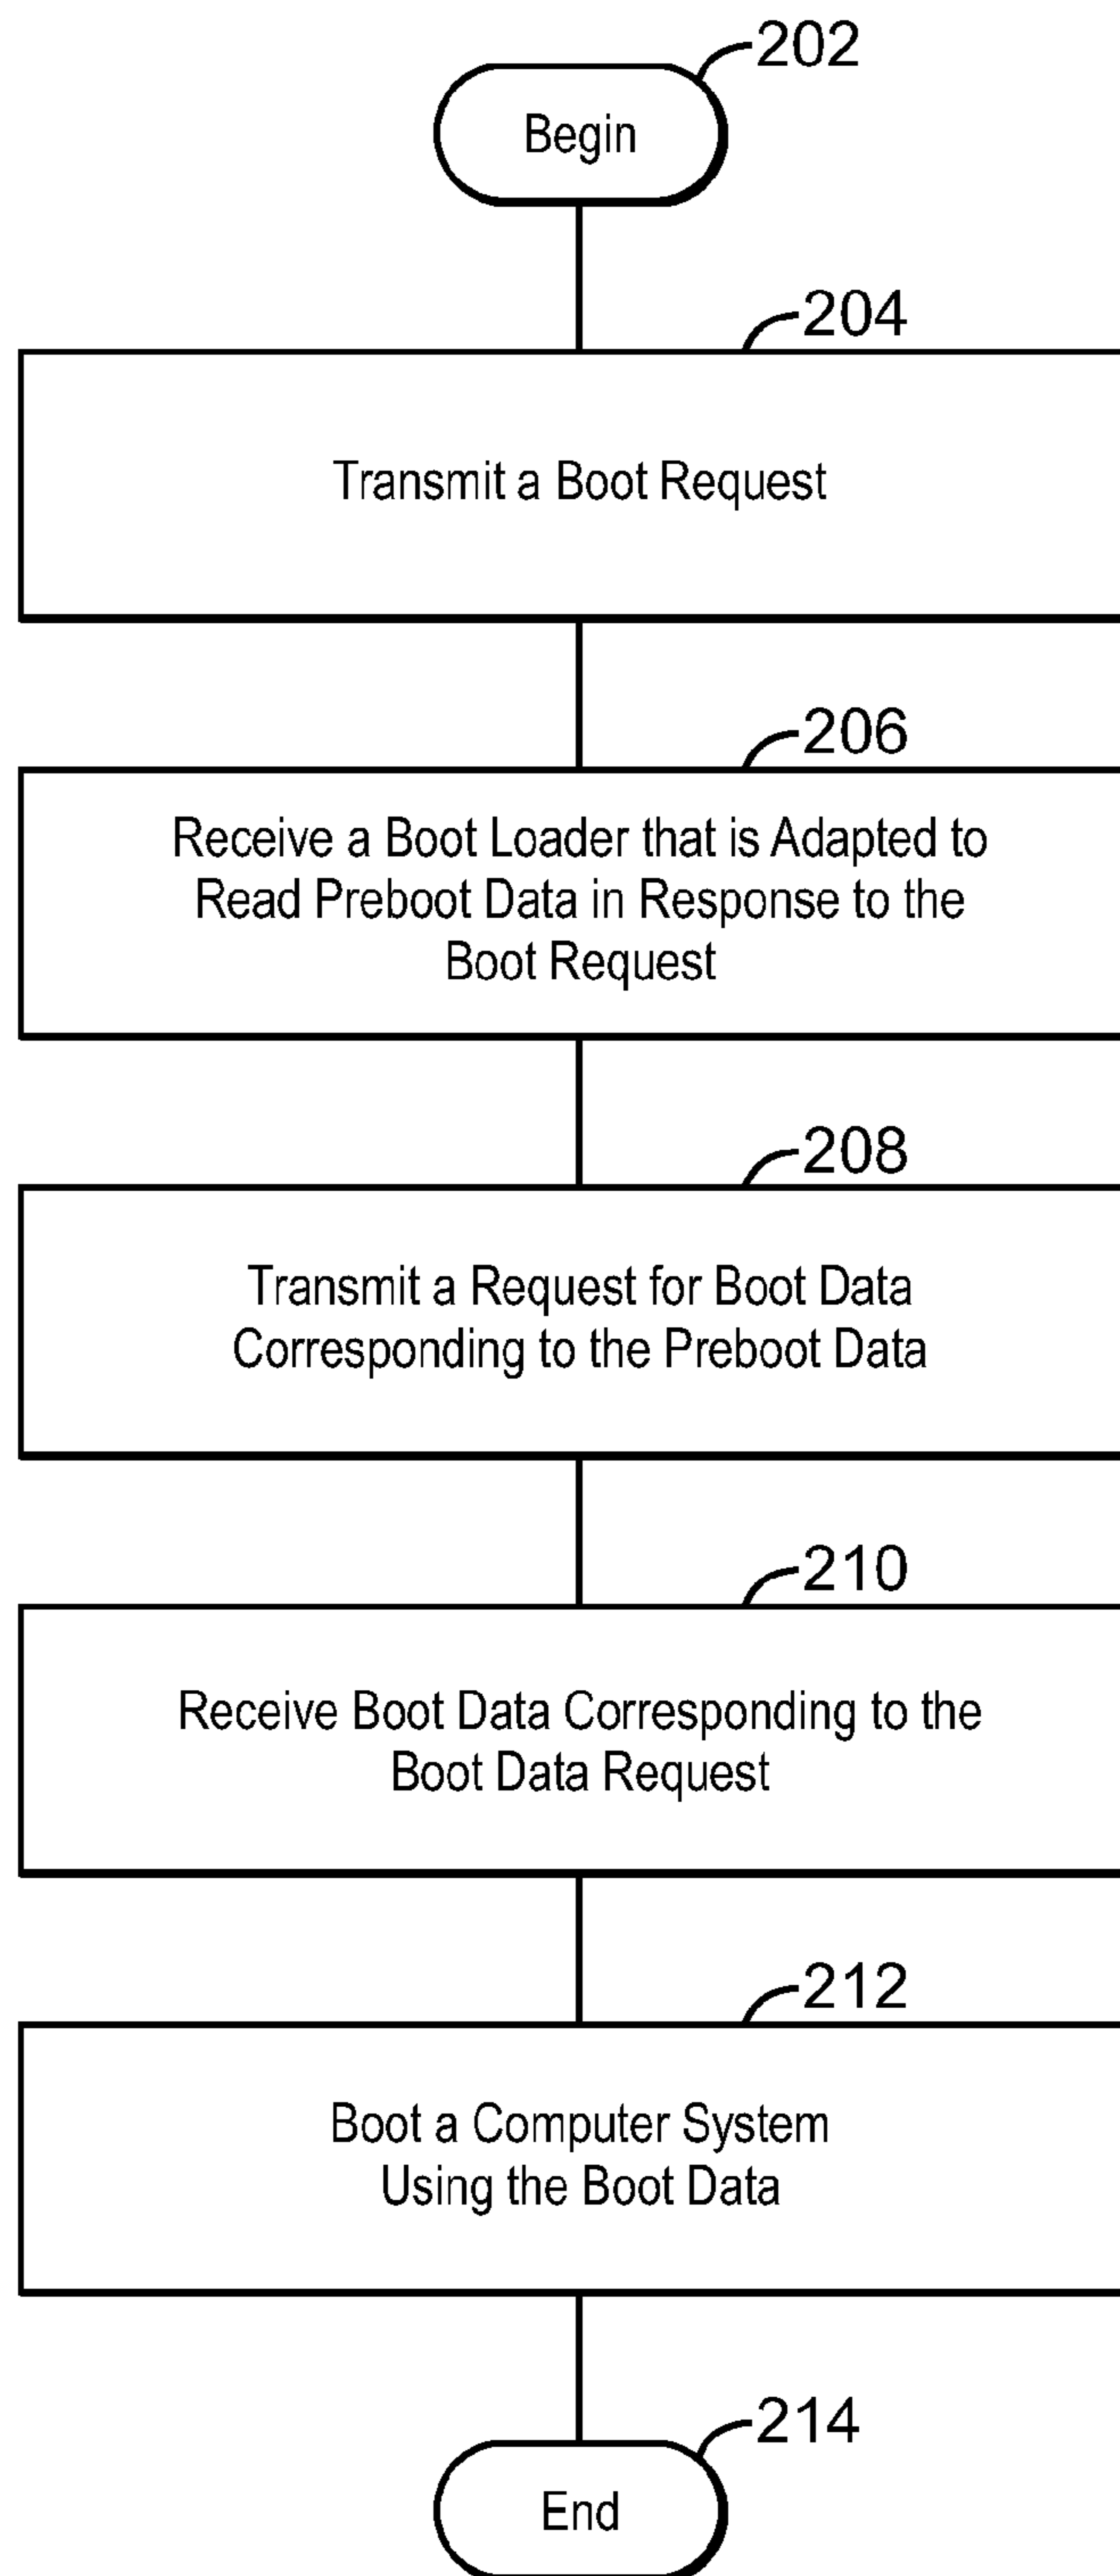 202
Begin
204
Transmit a Boot Request
206
Receive a Boot Loader that is Adapted to
Read Preboot Data in Response to the
Boot Request
208
Transmit a Request for Boot Data
Corresponding to the Preboot Data
210
Receive Boot Data Corresponding to the
Boot Data Request
212
Boot a Computer System
Using the Boot Data
214
End